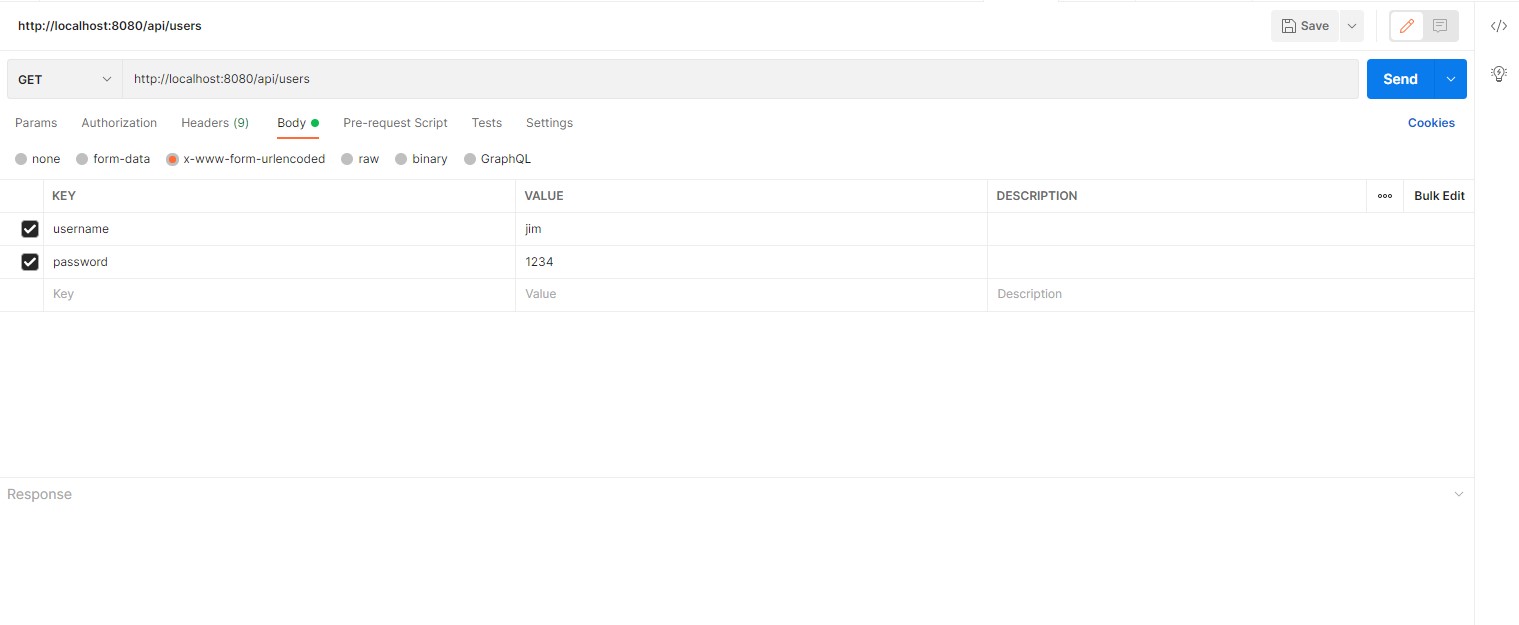 http://localhost:8080/api/users
Save
GET
http://localhost:8080/api/users
Send
Params Authorization Headers (9) Body Pre-request Script Tests Settings Cookies
none form-data x-www-form-urlencoded raw binary GraphQL
KEY VALUE DESCRIPTION ooo Bulk Edit
username jim
password 1234
Key Value Description
Response